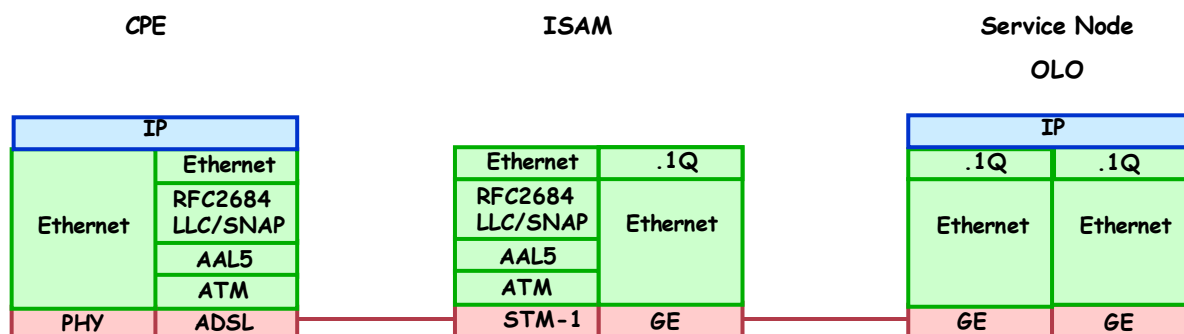 CPE
ISAM
Service Node
OLO
IP
Ethernet
Ethernet
RFC2684
LLC/SNAP
AAL5
ATM
PHY
ADSL
Ethernet
.1Q
RFC2684
LLC/SNAP
Ethernet
AAL5
ATM
STM-1
GE
IP
.1Q
.1Q
Ethernet
Ethernet
GE
GE